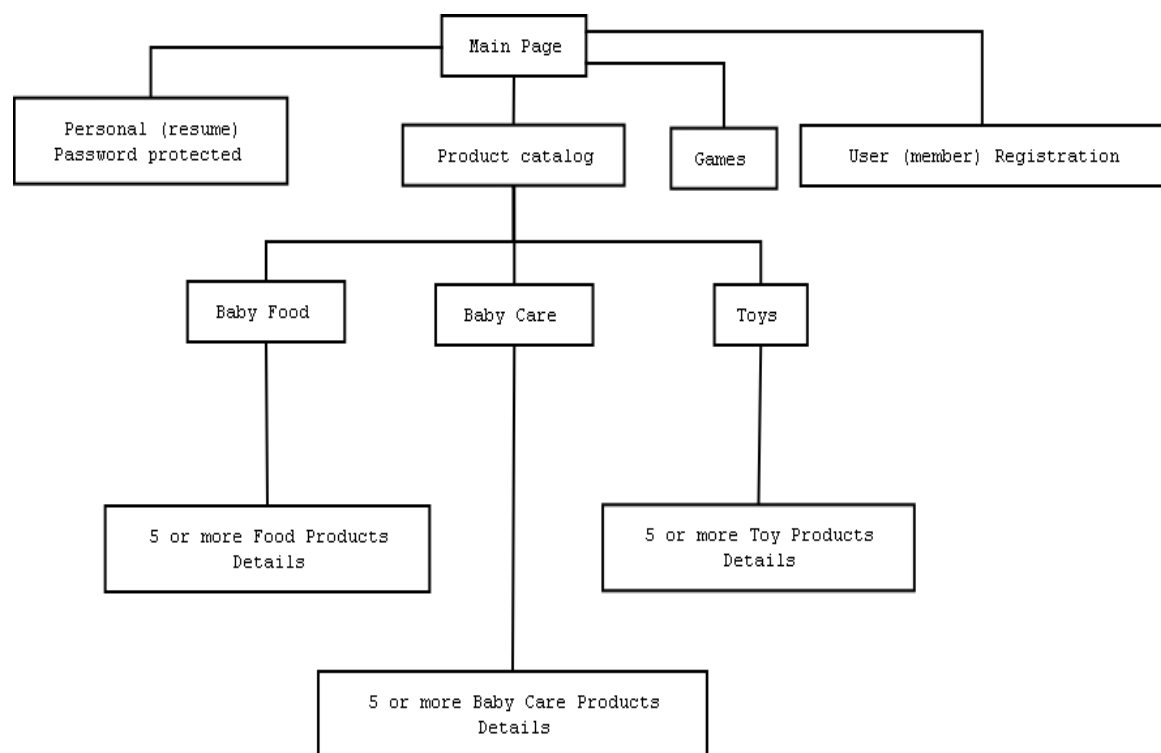 Main Page
Personal (resume)
Password protected
Product catalog
Games
User (member) Registration
Baby Food
Baby Care
Toys
5 or more Food Products
Details
5 or more Toy Products
Details
5 or more Baby Care Products
Details